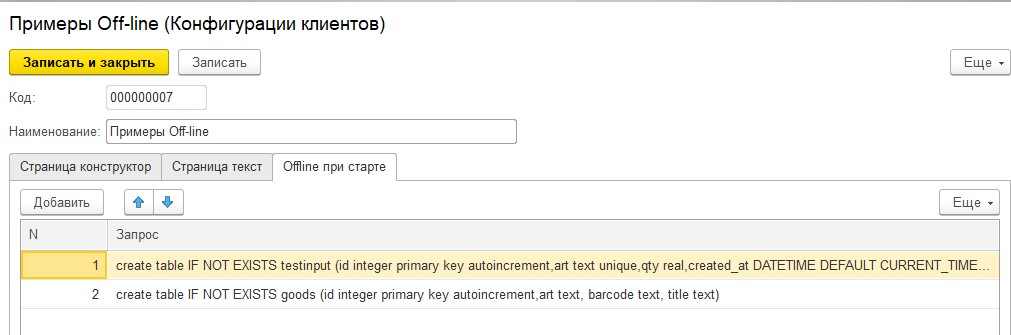 Примеры Off-line (Конфигурации клиентов)
Записать и закрыть Записать Еще
Код: 000000007
Наименование: Примеры Off-line
Страница конструктор Страница текст Offline при старте
Добавить Еще
N Запрос
1 create table IF NOT EXISTS testinput (id integer primary key autoincrement,art text unique,qty real,created_at DATETIME DEFAULT CURRENT_TIME...
2 create table IF NOT EXISTS goods (id integer primary key autoincrement,art text, barcode text, title text)